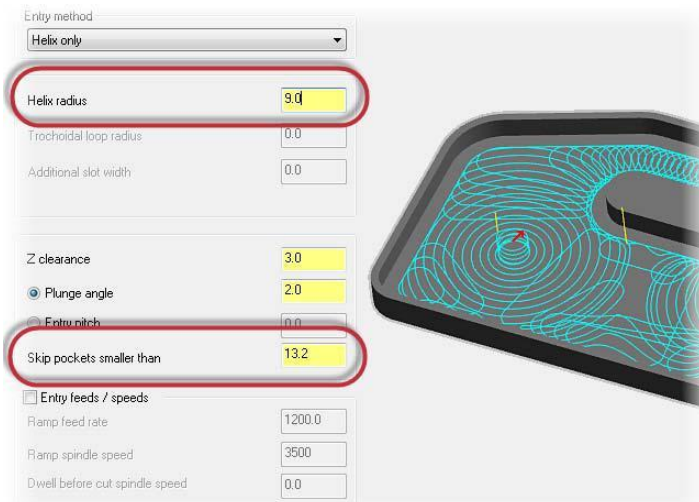 Entry method
Helix only
Helix radius 9.0
Trochoidal loop radius 0.0
Additional slot width 0.0
Z clearance 3.0
Plunge angle 2.0
Entry pitch 0.0
Skip pockets smaller than 13.2
Entry feeds / speeds
Ramp feed rate 1200.0
Ramp spindle speed 3500
Dwell before cut spindle speed 0.0